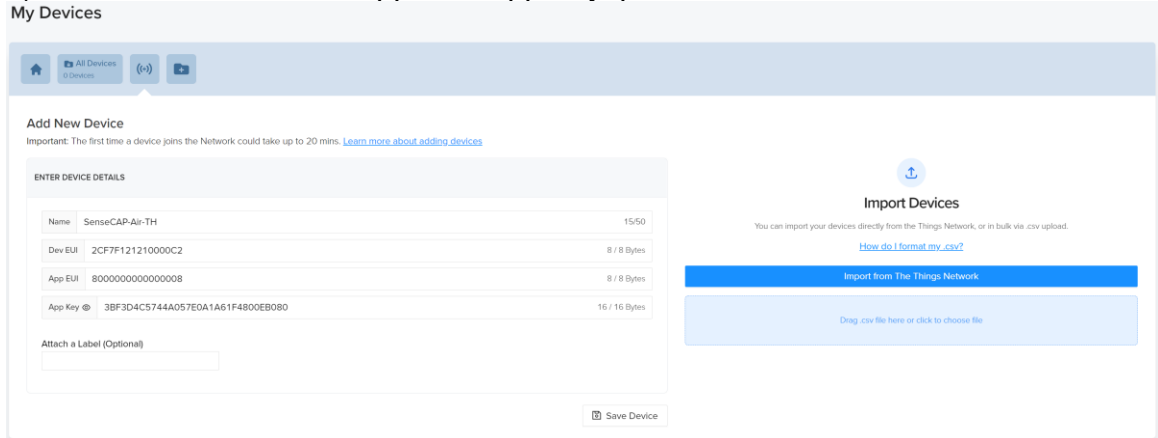 My Devices
All Devices
0 Devices
Add New Device
Important: The first time a device joins the Network could take up to 20 mins. Learn more about adding devices
ENTER DEVICE DETAILS
Name SenseCAP-Air-TH 15/50
Dev EUI 2CF7F121210000C2 8 / 8 Bytes
App EUI 8000000000000008 8 / 8 Bytes
App Key 3BF3D4C5744A057E0A1A61F4800EB080 16 / 16 Bytes
Attach a Label (Optional)
Save Device
Import Devices
You can import your devices directly from the Things Network, or in bulk via .csv upload.
How do I format my .csv?
Import from The Things Network
Drag .csv file here or click to choose file